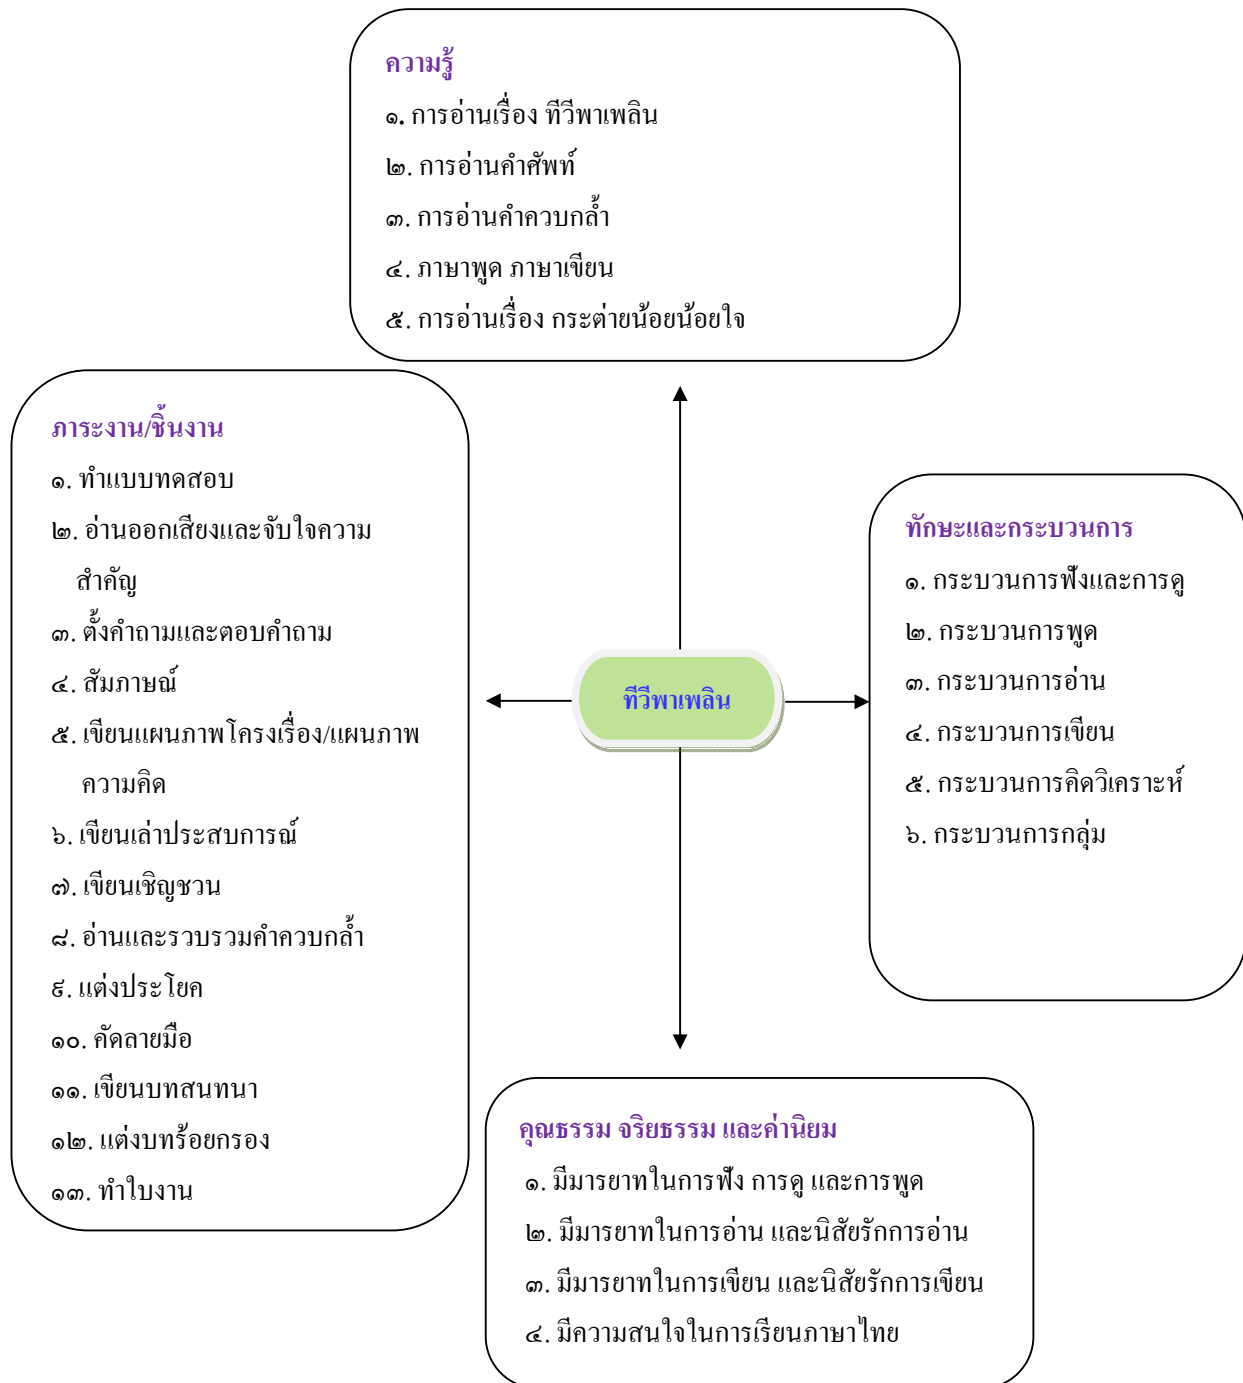 ความรู้
๑. การอ่านเรื่อง ทีวีพาเพลิน
๒. การอ่านคำศัพท์
๓. การอ่านคำควบกล้ำ
๔. ภาษาพูด ภาษาเขียน
๕. การอ่านเรื่อง กระต่ายน้อยน้อยใจ
ภาระงาน/ชิ้นงาน
๑. ทำแบบทดสอบ
๒. อ่านออกเสียงและจับใจความ
สำคัญ
๓. ตั้งคำถามและตอบคำถาม
๔. สัมภาษณ์
๕. เขียนแผนภาพโครงเรื่อง/แผนภาพ
ความคิด
๖. เขียนเล่าประสบการณ์
๗. เขียนเชิญชวน
๘. อ่านและรวบรวมคำควบกล้ำ
๙. แต่งประโยค
๑๐. คัดลายมือ
๑๑. เขียนบทสนทนา
๑๒. แต่งบทร้อยกรอง
๑๓. ทำใบงาน
ทีวีพาเพลิน
ทักษะและกระบวนการ
๑. กระบวนการฟังและการดู
๒. กระบวนการพูด
๓. กระบวนการอ่าน
๔. กระบวนการเขียน
๕. กระบวนการคิดวิเคราะห์
๖. กระบวนการกลุ่ม
คุณธรรม จริยธรรม และค่านิยม
๑. มีมารยาทในการฟัง การดู และการพูด
๒. มีมารยาทในการอ่าน และนิสัยรักการอ่าน
๓. มีมารยาทในการเขียน และนิสัยรักการเขียน
๔. มีความสนใจในการเรียนภาษาไทย